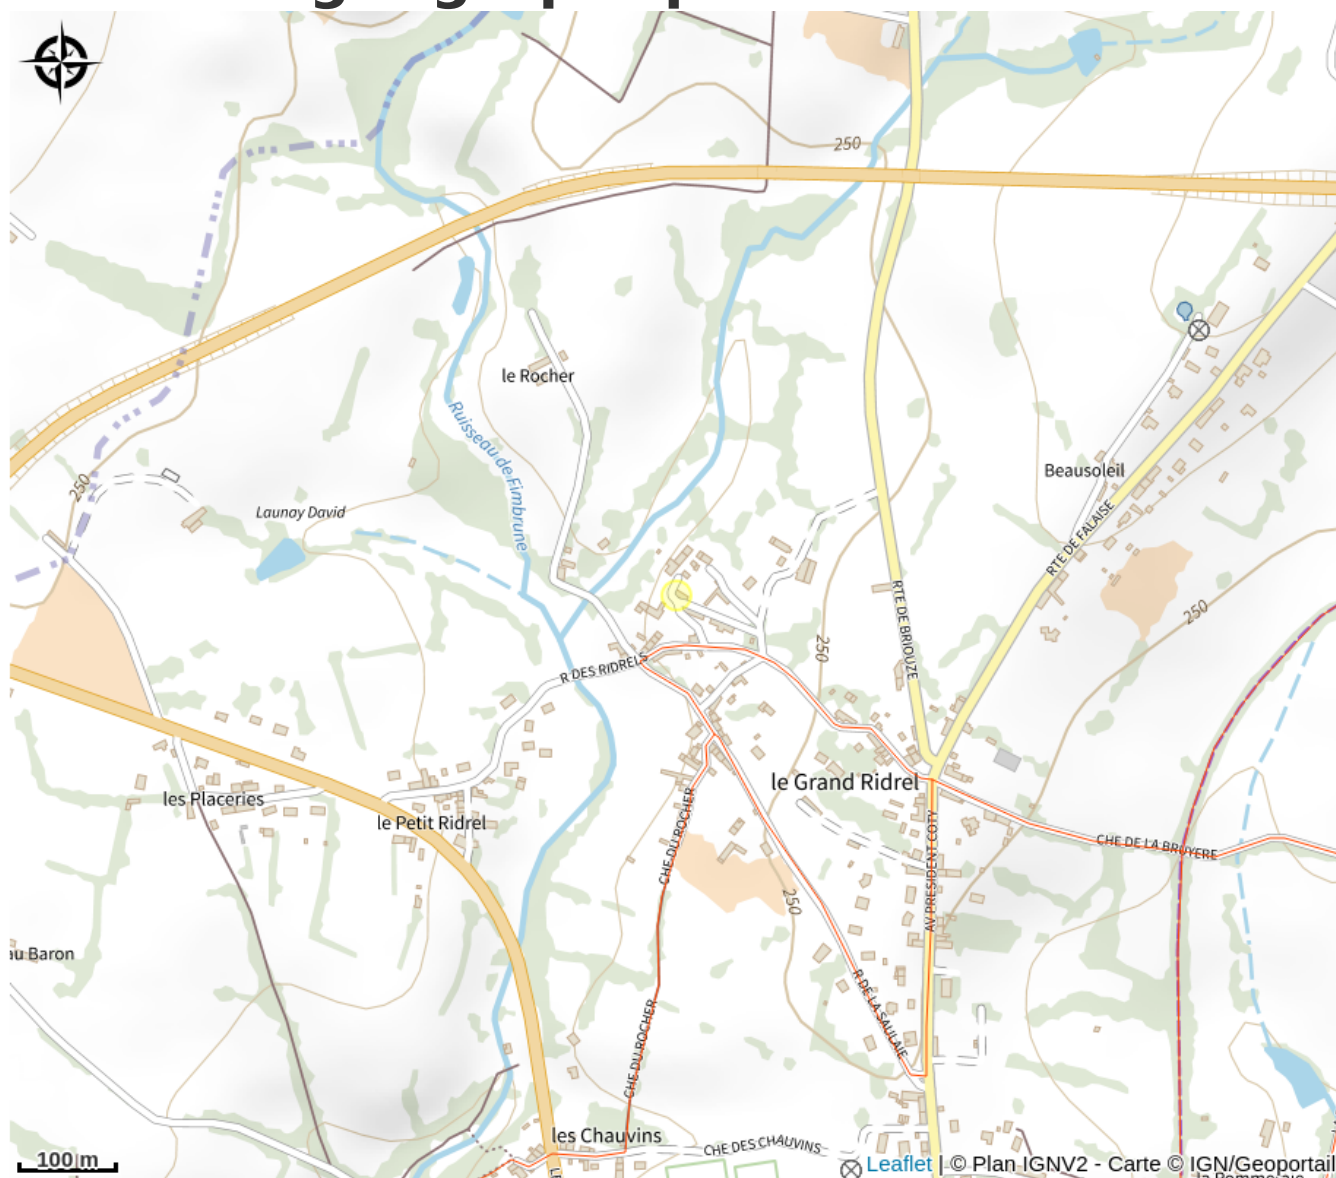 250
le Rocher
Ruisseau de Fimbrune
Beausoleil
250
Launay David
RTE DE FALAISE
RTE DE BRIOUZE
250
250
R DES RIDRELS
le Grand Ridrel
les Placeries
le Petit Ridrel
CHE DU ROCHER
AV PRESIDENT COTY
CHE DE LA BRUYERE
250
au Baron
R DE LA SAULAIE
CHE DU ROCHER
les Chauvins
CHE DES CHAUVINS
100 m
Leaflet | © Plan IGNV2 - Carte © IGN/Geoportail